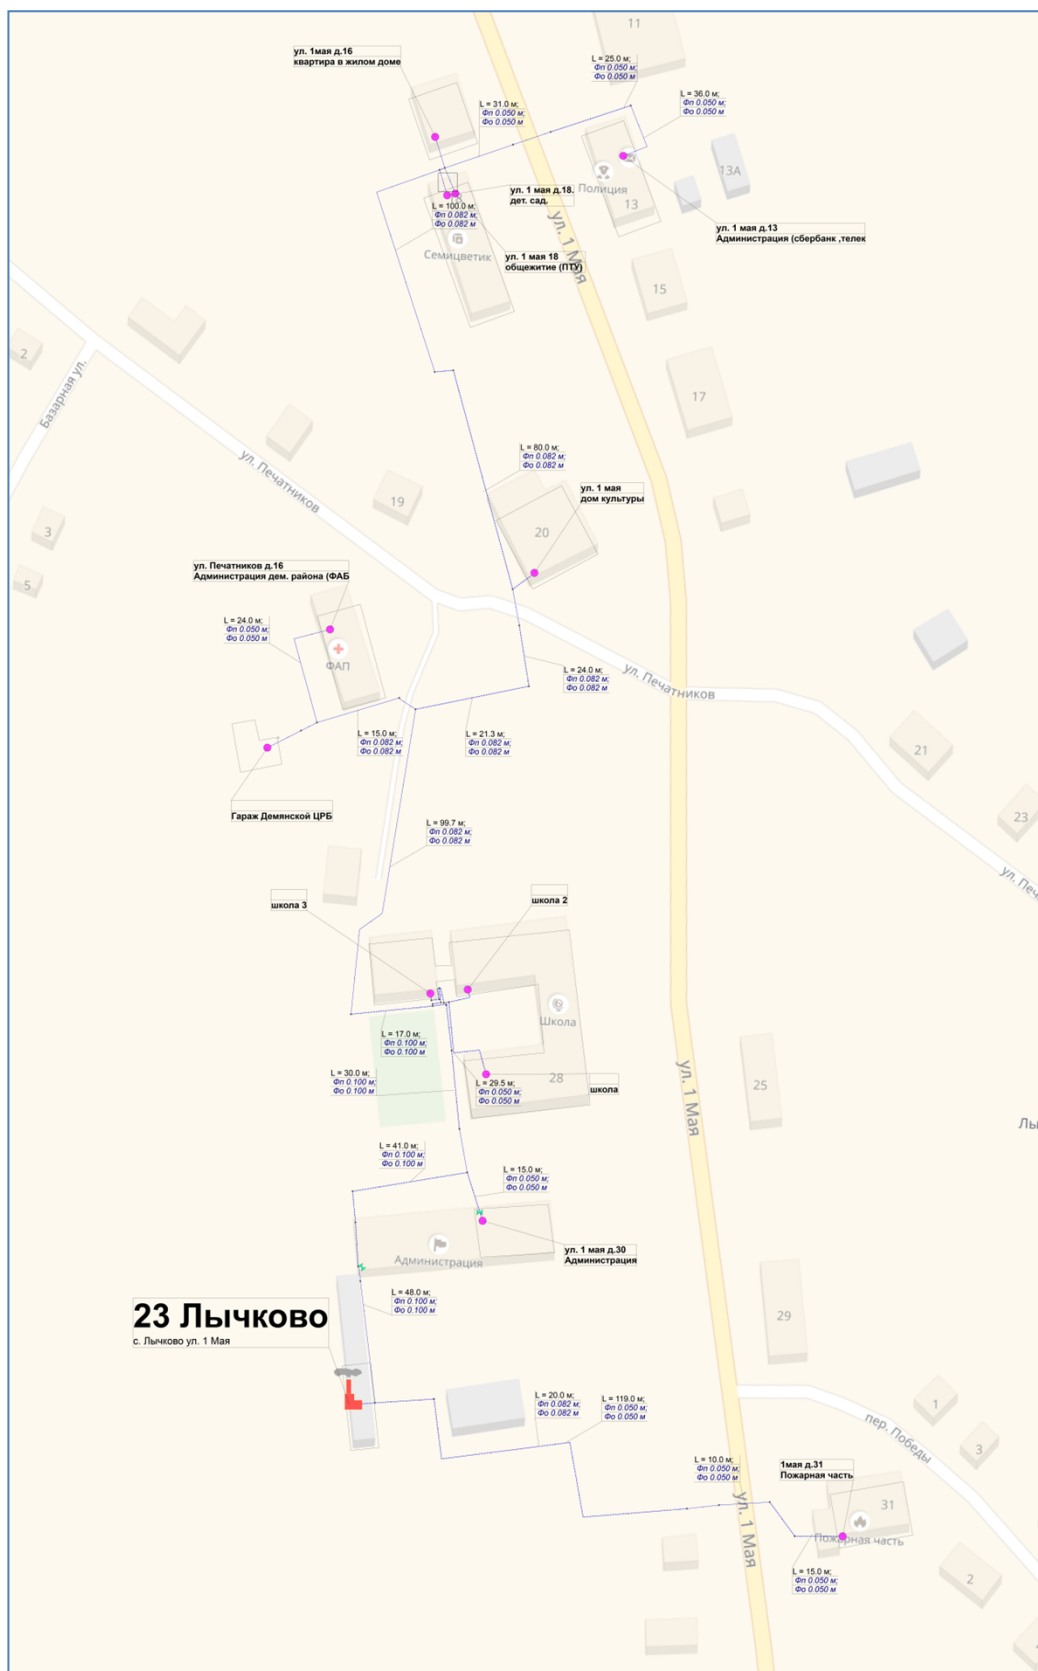 11
ул. 1мая д.16
квартира в жилом доме
L = 25.0 м;
Фп 0.050 м;
Фо 0.050 м
L = 31.0 м;
Фп 0.050 м;
Фо 0.050 м
L = 36.0 м;
Фп 0.050 м;
Фо 0.050 м
13А
Полиция
13
ул. 1 мая д.18.
дет. сад.
L = 100.0 м;
Фп 0.082 м;
Фо 0.082 м
ул. 1 мая д.13
Администрация (сбербанк ,телек
ул. 1 Мая
Семицветик
ул. 1 мая 18
общежитие (ПТУ)
15
2
Базарная ул.
17
L = 80.0 м;
Фп 0.082 м;
Фо 0.082 м
ул. Печатников
19
ул. 1 мая
дом культуры
20
3
5
ул. Печатников д.16
Администрация дем. района (ФАБ
L = 24.0 м;
Фп 0.050 м;
Фо 0.050 м
ФАП
L = 24.0 м;
Фп 0.082 м;
Фо 0.082 м
ул. Печатников
L = 15.0 м;
Фп 0.082 м;
Фо 0.082 м
L = 21.3 м;
Фп 0.082 м;
Фо 0.082 м
21
Гараж Демянской ЦРБ
L = 99.7 м;
Фп 0.082 м;
Фо 0.082 м
23
ул. Печ
школа 3
школа 2
Школа
L = 17.0 м;
Фп 0.100 м;
Фо 0.100 м
L = 30.0 м;
Фп 0.100 м;
Фо 0.100 м
L = 29.5 м;
Фп 0.050 м;
Фо 0.050 м
28
школа
ул. 1 Мая
25
Лы
L = 41.0 м;
Фп 0.100 м;
Фо 0.100 м
L = 15.0 м;
Фп 0.050 м;
Фо 0.050 м
Администрация
ул. 1 мая д.30
Администрация
L = 48.0 м;
Фп 0.100 м;
Фо 0.100 м
23 Лычково
с. Лычково ул. 1 Мая
29
L = 20.0 м;
Фп 0.082 м;
Фо 0.082 м
L = 119.0 м;
Фп 0.050 м;
Фо 0.050 м
1
пер. Победы
3
L = 10.0 м;
Фп 0.050 м;
Фо 0.050 м
1мая д.31
Пожарная часть
31
ул. 1 Мая
Пожарная часть
L = 15.0 м;
Фп 0.050 м;
Фо 0.050 м
2